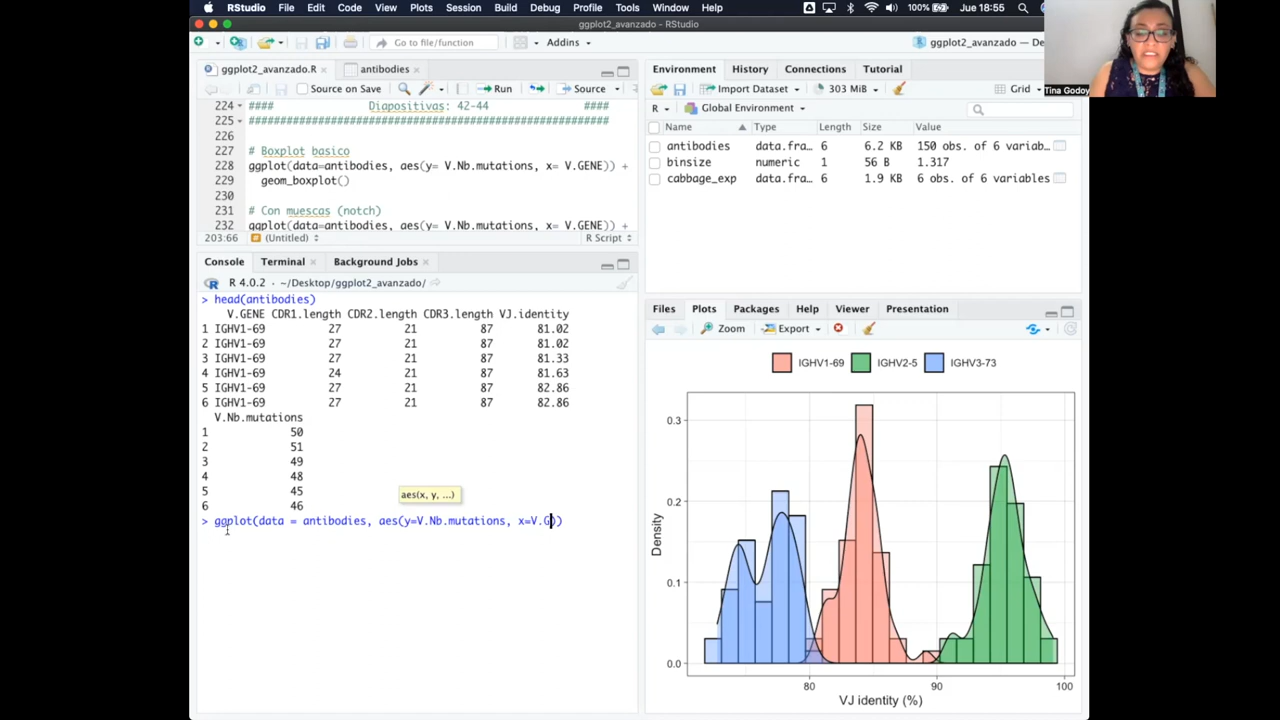 RStudio File Edit Code View Plots Session Build Debug Profile Tools Window Help 100% Jue 18:55
ggplot2_avanzado - RStudio
Go to file/function Addins ggplot2_avanzado — De
Tina Godoy
ggplot2_avanzado.R antibodies
Source on Save Run Source
224 #### Diapositivas: 42-44 ####
225 #########################################################
226
227 # Boxplot basico
228 ggplot(data=antibodies, aes(y= V.Nb.mutations, x= V.GENE)) +
229 geom_boxplot()
230
231 # Con muescas (notch)
232 ggplot(data=antibodies, aes(y= V.Nb.mutations, x= V.GENE)) +
203:66 (Untitled) R Script
Console Terminal Background Jobs
R 4.0.2 · ~/Desktop/ggplot2_avanzado/
> head(antibodies)
V.GENE CDR1.length CDR2.length CDR3.length VJ.identity
1 IGHV1-69 27 21 87 81.02
2 IGHV1-69 27 21 87 81.02
3 IGHV1-69 27 21 87 81.33
4 IGHV1-69 24 21 87 81.63
5 IGHV1-69 27 21 87 82.86
6 IGHV1-69 27 21 87 82.86
V.Nb.mutations
1 50
2 51
3 49
4 48
5 45
6 46
aes(x, y, ...)
> ggplot(data = antibodies, aes(y=V.Nb.mutations, x=V.G))
Environment History Connections Tutorial
Import Dataset 303 MiB Grid
R Global Environment
Name Type Length Size Value
antibodies data.fra… 6 6.2 KB 150 obs. of 6 variab…
binsize numeric 1 56 B 1.317
cabbage_exp data.fra… 6 1.9 KB 6 obs. of 6 variables
Files Plots Packages Help Viewer Presentation
Zoom Export
IGHV1-69 IGHV2-5 IGHV3-73
0.3
0.2
0.1
0.0
Density
80 90 100
VJ identity (%)